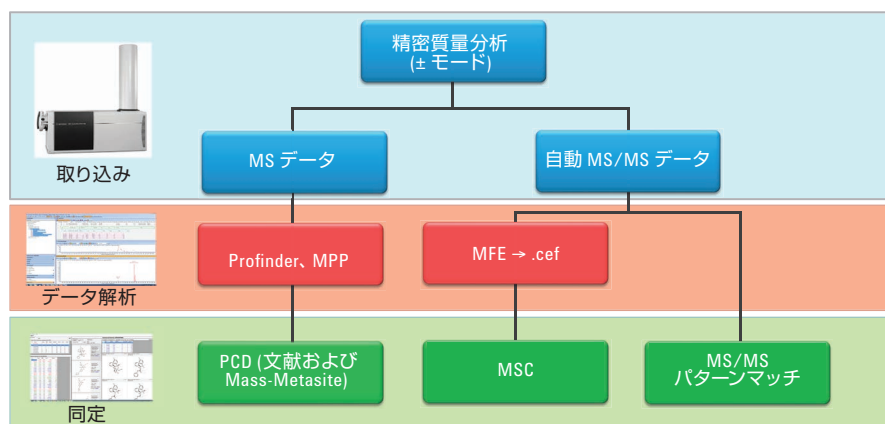 精密質量分析
(± モード)
取り込み
MS データ
自動 MS/MS データ
データ解析
Profinder、MPP
MFE → .cef
同定
PCD (文献および
Mass-Metasite)
MSC
MS/MS
パターンマッチ